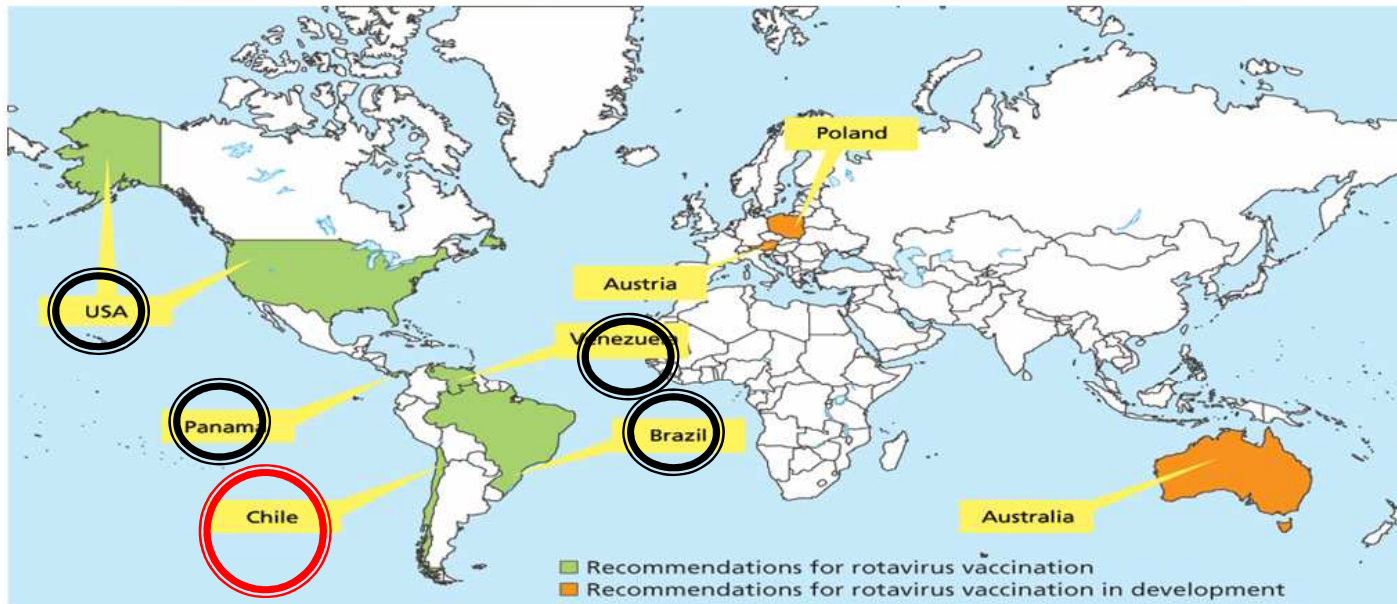 Poland
Austria
USA
Venezuela
Panama
Brazil
Chile
Australia
Recommendations for rotavirus vaccination
Recommendations for rotavirus vaccination in development